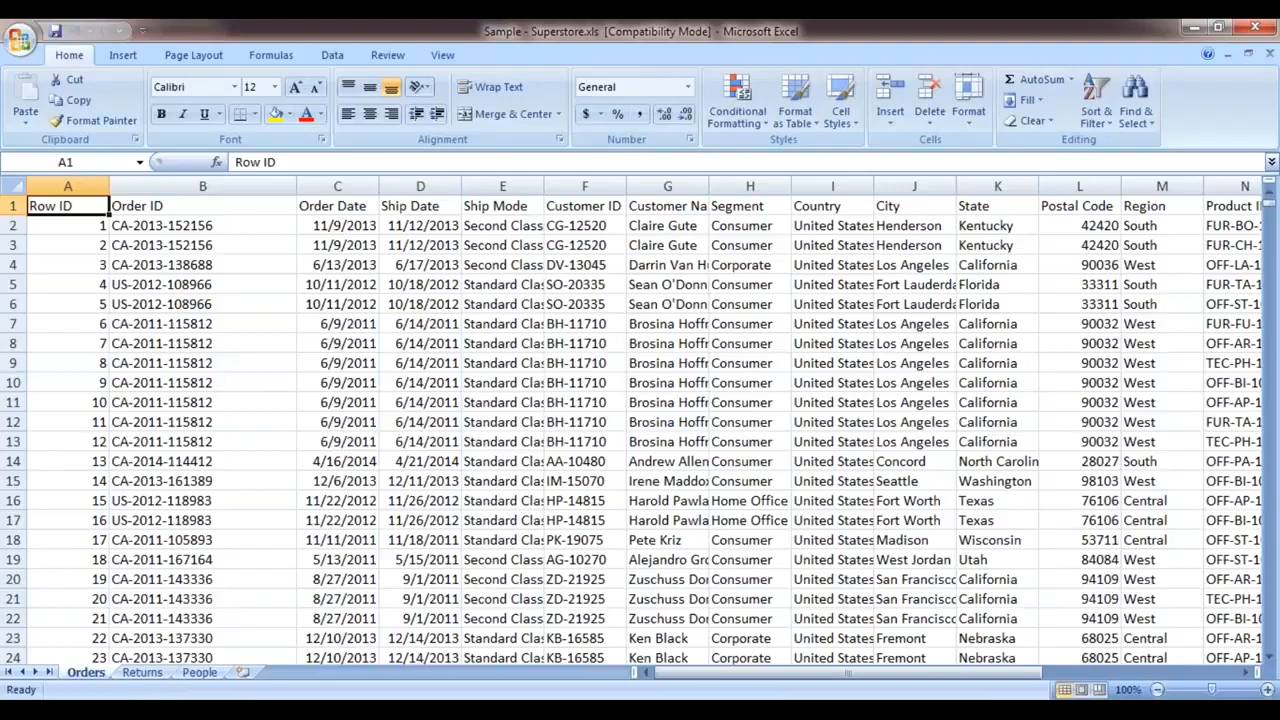 Sample - Superstore.xls [Compatibility Mode] - Microsoft Excel
Home Insert Page Layout Formulas Data Review View
Paste Cut Copy Format Painter Clipboard
Calibri 12 A A B I U A Font
Wrap Text Merge & Center Alignment
General $ % , Number
Conditional Formatting Format as Table Cell Styles Styles
Insert Delete Format Cells
Σ AutoSum Fill Clear Sort & Filter Find & Select Editing
A1 fx Row ID
A B C D E F G H I J K L M N
1 Row ID Order ID Order Date Ship Date Ship Mode Customer ID Customer Na Segment Country City State Postal Code Region Product I
2 1 CA-2013-152156 11/9/2013 11/12/2013 Second Class CG-12520 Claire Gute Consumer United States Henderson Kentucky 42420 South FUR-BO-
3 2 CA-2013-152156 11/9/2013 11/12/2013 Second Class CG-12520 Claire Gute Consumer United States Henderson Kentucky 42420 South FUR-CH-
4 3 CA-2013-138688 6/13/2013 6/17/2013 Second Class DV-13045 Darrin Van H Corporate United States Los Angeles California 90036 West OFF-LA-
5 4 US-2012-108966 10/11/2012 10/18/2012 Standard Clas SO-20335 Sean O'Donn Consumer United States Fort Lauderda Florida 33311 South FUR-TA-
6 5 US-2012-108966 10/11/2012 10/18/2012 Standard Clas SO-20335 Sean O'Donn Consumer United States Fort Lauderda Florida 33311 South OFF-ST-1
7 6 CA-2011-115812 6/9/2011 6/14/2011 Standard Clas BH-11710 Brosina Hoffr Consumer United States Los Angeles California 90032 West FUR-FU-
8 7 CA-2011-115812 6/9/2011 6/14/2011 Standard Clas BH-11710 Brosina Hoffr Consumer United States Los Angeles California 90032 West OFF-AR-
9 8 CA-2011-115812 6/9/2011 6/14/2011 Standard Clas BH-11710 Brosina Hoffr Consumer United States Los Angeles California 90032 West TEC-PH-
10 9 CA-2011-115812 6/9/2011 6/14/2011 Standard Clas BH-11710 Brosina Hoffr Consumer United States Los Angeles California 90032 West OFF-BI-1
11 10 CA-2011-115812 6/9/2011 6/14/2011 Standard Clas BH-11710 Brosina Hoffr Consumer United States Los Angeles California 90032 West OFF-AP-
12 11 CA-2011-115812 6/9/2011 6/14/2011 Standard Clas BH-11710 Brosina Hoffr Consumer United States Los Angeles California 90032 West FUR-TA-
13 12 CA-2011-115812 6/9/2011 6/14/2011 Standard Clas BH-11710 Brosina Hoffr Consumer United States Los Angeles California 90032 West TEC-PH-
14 13 CA-2014-114412 4/16/2014 4/21/2014 Standard Clas AA-10480 Andrew Allen Consumer United States Concord North Carolin 28027 South OFF-PA-
15 14 CA-2013-161389 12/6/2013 12/11/2013 Standard Clas IM-15070 Irene Maddo Consumer United States Seattle Washington 98103 West OFF-BI-1
16 15 US-2012-118983 11/22/2012 11/26/2012 Standard Clas HP-14815 Harold Pawla Home Office United States Fort Worth Texas 76106 Central OFF-AP-
17 16 US-2012-118983 11/22/2012 11/26/2012 Standard Clas HP-14815 Harold Pawla Home Office United States Fort Worth Texas 76106 Central OFF-BI-1
18 17 CA-2011-105893 11/11/2011 11/18/2011 Standard Clas PK-19075 Pete Kriz Consumer United States Madison Wisconsin 53711 Central OFF-ST-1
19 18 CA-2011-167164 5/13/2011 5/15/2011 Second Class AG-10270 Alejandro Gro Consumer United States West Jordan Utah 84084 West OFF-ST-1
20 19 CA-2011-143336 8/27/2011 9/1/2011 Second Class ZD-21925 Zuschuss Dor Consumer United States San Francisco California 94109 West OFF-AR-
21 20 CA-2011-143336 8/27/2011 9/1/2011 Second Class ZD-21925 Zuschuss Dor Consumer United States San Francisco California 94109 West TEC-PH-
22 21 CA-2011-143336 8/27/2011 9/1/2011 Second Class ZD-21925 Zuschuss Dor Consumer United States San Francisco California 94109 West OFF-BI-1
23 22 CA-2013-137330 12/10/2013 12/14/2013 Standard Clas KB-16585 Ken Black Corporate United States Fremont Nebraska 68025 Central OFF-AR-
24 23 CA-2013-137330 12/10/2013 12/14/2013 Standard Clas KB-16585 Ken Black Corporate United States Fremont Nebraska 68025 Central OFF-AP-
Orders Returns People
Ready 100%